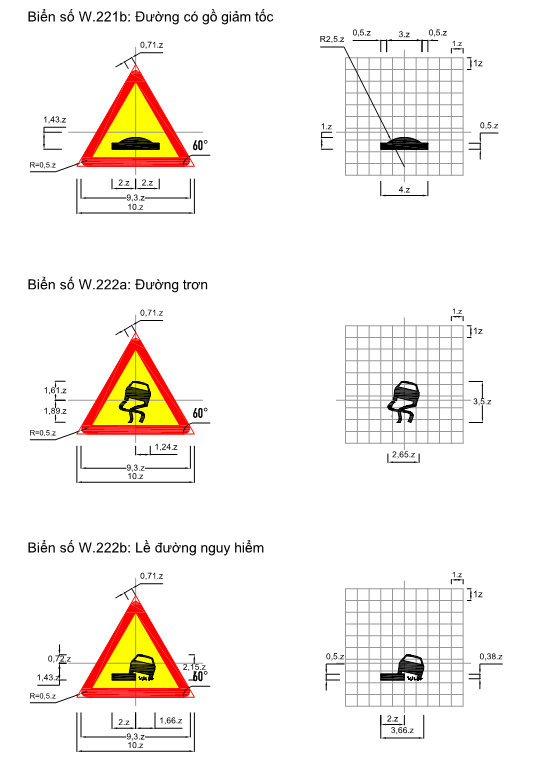 Biển số W.221b: Đường có gồ giảm tốc
0,71.z
1,43.z
60°
R=0,5.z
2.z 2.z
9,3.z
10.z
R2,5.z
0,5.z 3.z 0,5.z
1.z
1z
1.z
0,5.z
4.z
Biển số W.222a: Đường trơn
0,71.z
1,61.z
1,89.z
60°
R=0,5.z
1,24.z
9,3.z
10.z
1.z
1z
3,5.z
2,65.z
Biển số W.222b: Lề đường nguy hiểm
0,71.z
0,72.z
2,15.z
1,43.z
60°
R=0,5.z
2.z 1,66.z
9,3.z
10.z
1.z
1z
0,5.z
0,38.z
2.z
3,66.z